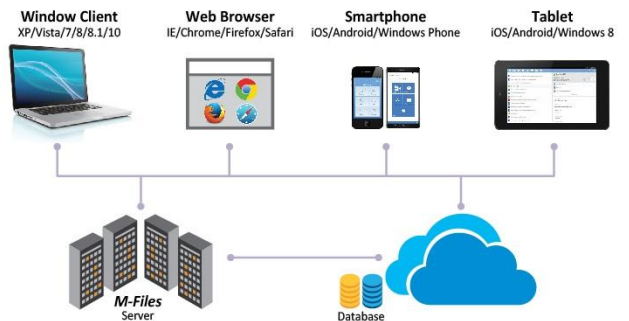 Window Client
XP/Vista/7/8/8.1/10
Web Browser
IE/Chrome/Firefox/Safari
Smartphone
iOS/Android/Windows Phone
Tablet
iOS/Android/Windows 8
M-Files
Server
Database